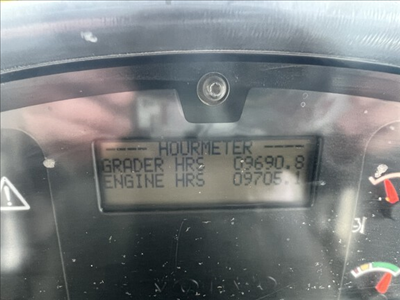 ---- HOURMETER ----
GRADER HRS 09690.8
ENGINE HRS 09705.1